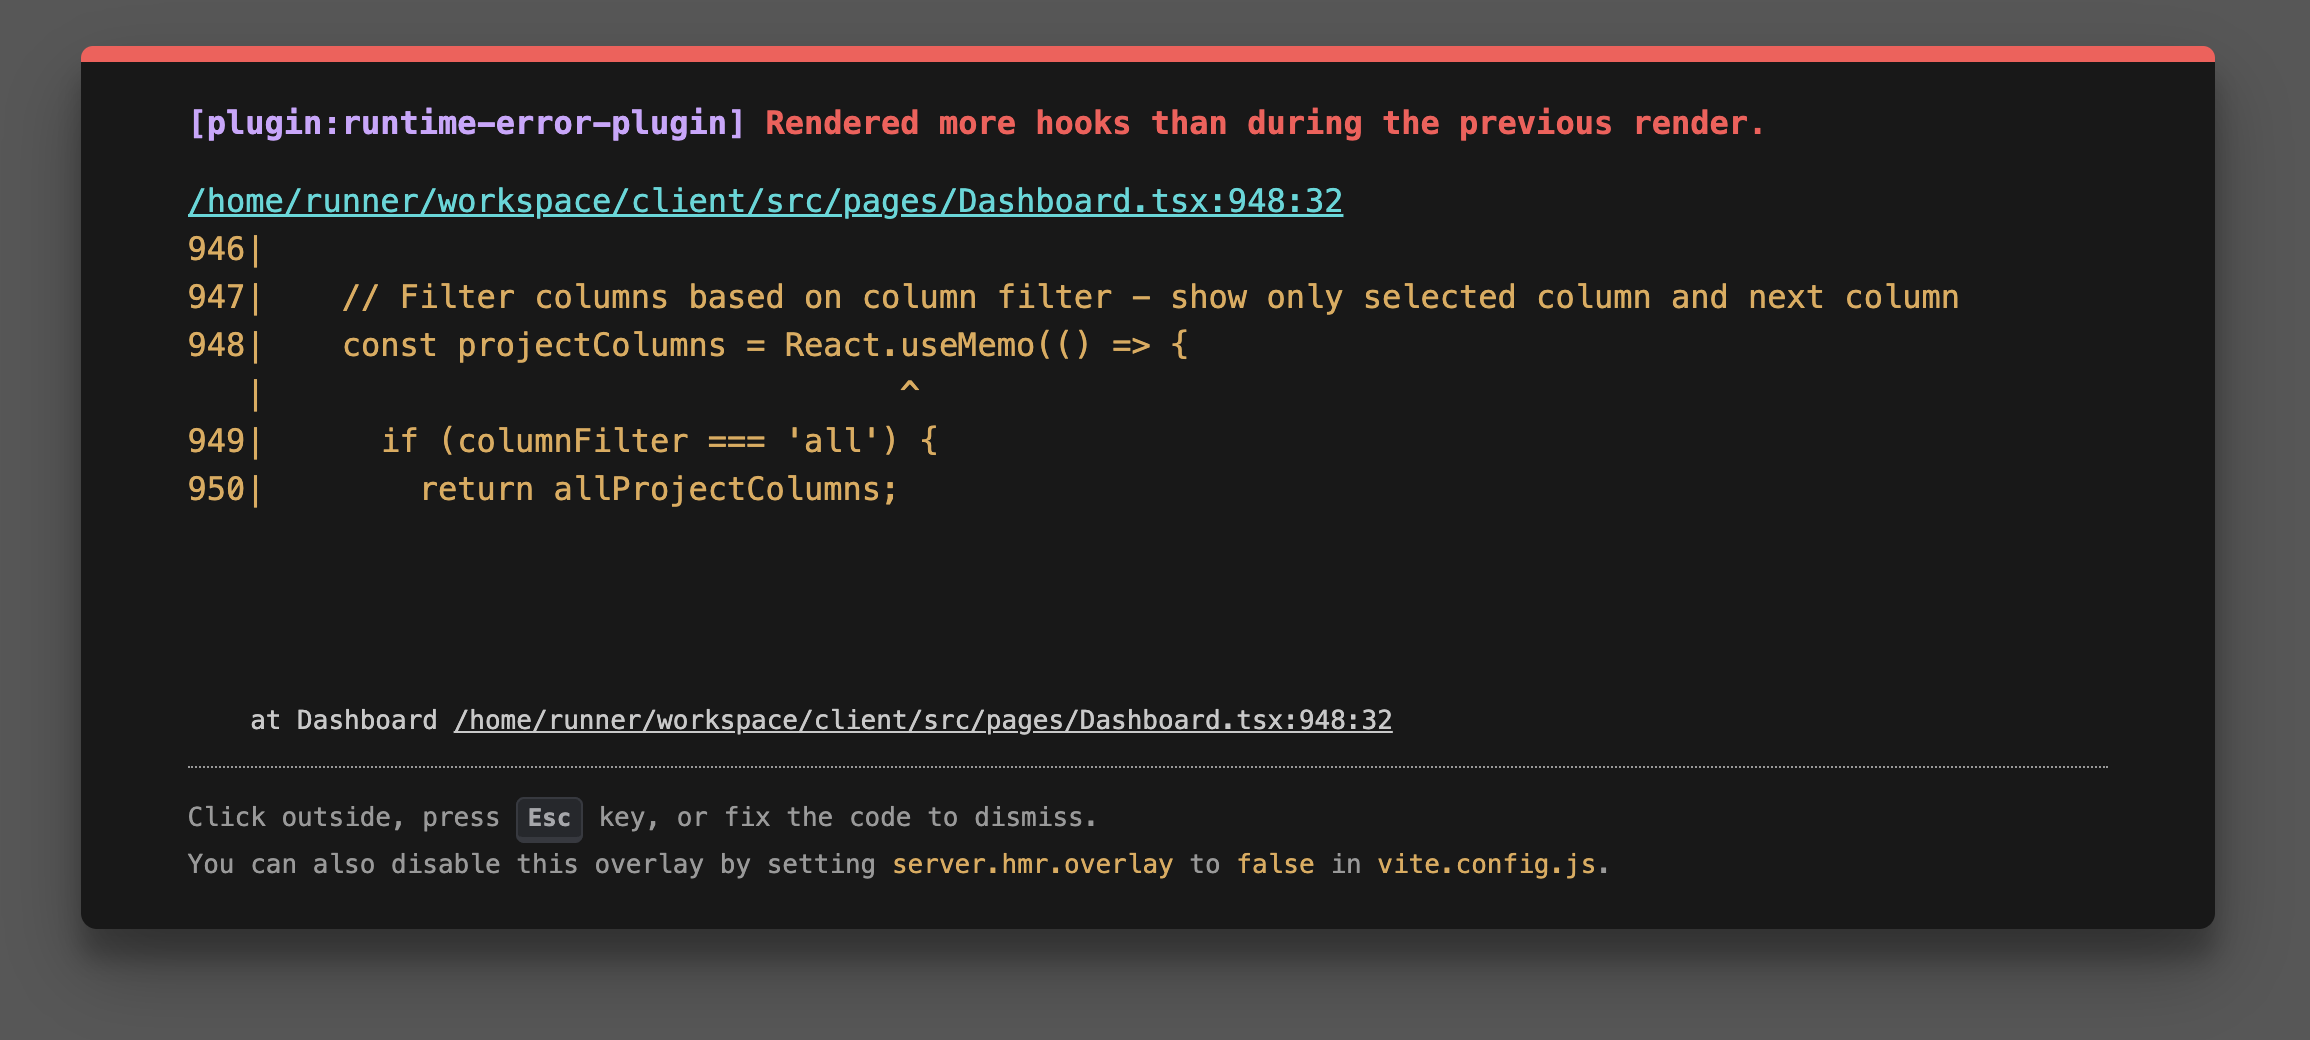 [plugin:runtime-error-plugin] Rendered more hooks than during the previous render.
/home/runner/workspace/client/src/pages/Dashboard.tsx:948:32
946|
947|    // Filter columns based on column filter - show only selected column and next column
948|    const projectColumns = React.useMemo(() => {
   |                                 ^
949|      if (columnFilter === 'all') {
950|        return allProjectColumns;
    at Dashboard /home/runner/workspace/client/src/pages/Dashboard.tsx:948:32
Click outside, press Esc key, or fix the code to dismiss.
You can also disable this overlay by setting server.hmr.overlay to false in vite.config.js.